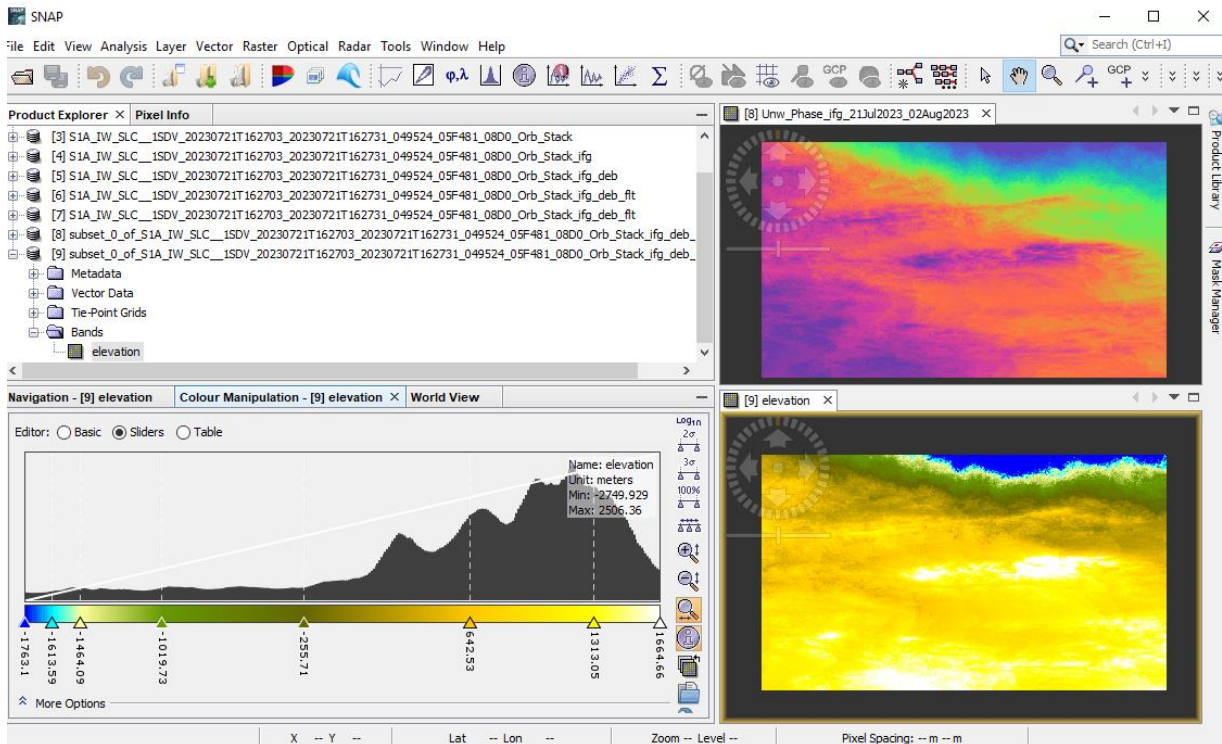 SNAP
File Edit View Analysis Layer Vector Raster Optical Radar Tools Window Help
Search (Ctrl+I)
φ,λ
Σ
GCP
GCP
Product Explorer × Pixel Info
[3] S1A_IW_SLC__1SDV_20230721T162703_20230721T162731_049524_05F481_08D0_Orb_Stack
[4] S1A_IW_SLC__1SDV_20230721T162703_20230721T162731_049524_05F481_08D0_Orb_Stack_ifg
[5] S1A_IW_SLC__1SDV_20230721T162703_20230721T162731_049524_05F481_08D0_Orb_Stack_ifg_deb
[6] S1A_IW_SLC__1SDV_20230721T162703_20230721T162731_049524_05F481_08D0_Orb_Stack_ifg_deb_flt
[7] S1A_IW_SLC__1SDV_20230721T162703_20230721T162731_049524_05F481_08D0_Orb_Stack_ifg_deb_flt
[8] subset_0_of_S1A_IW_SLC__1SDV_20230721T162703_20230721T162731_049524_05F481_08D0_Orb_Stack_ifg_deb_
[9] subset_0_of_S1A_IW_SLC__1SDV_20230721T162703_20230721T162731_049524_05F481_08D0_Orb_Stack_ifg_deb_
Metadata
Vector Data
Tie-Point Grids
Bands
elevation
[8] Unw_Phase_ifg_21Jul2023_02Aug2023 ×
Product Library
Mask Manager
Navigation - [9] elevation Colour Manipulation - [9] elevation × World View
Editor: Basic Sliders Table
Name: elevation
Unit: meters
Min: -2749.929
Max: 2506.36
Log10
2σ
3σ
100%
-1763.1
-1613.59
-1464.09
-1019.73
-255.71
642.53
1313.05
1664.66
More Options
[9] elevation ×
X -- Y -- Lat -- Lon -- Zoom -- Level -- Pixel Spacing: -- m -- m